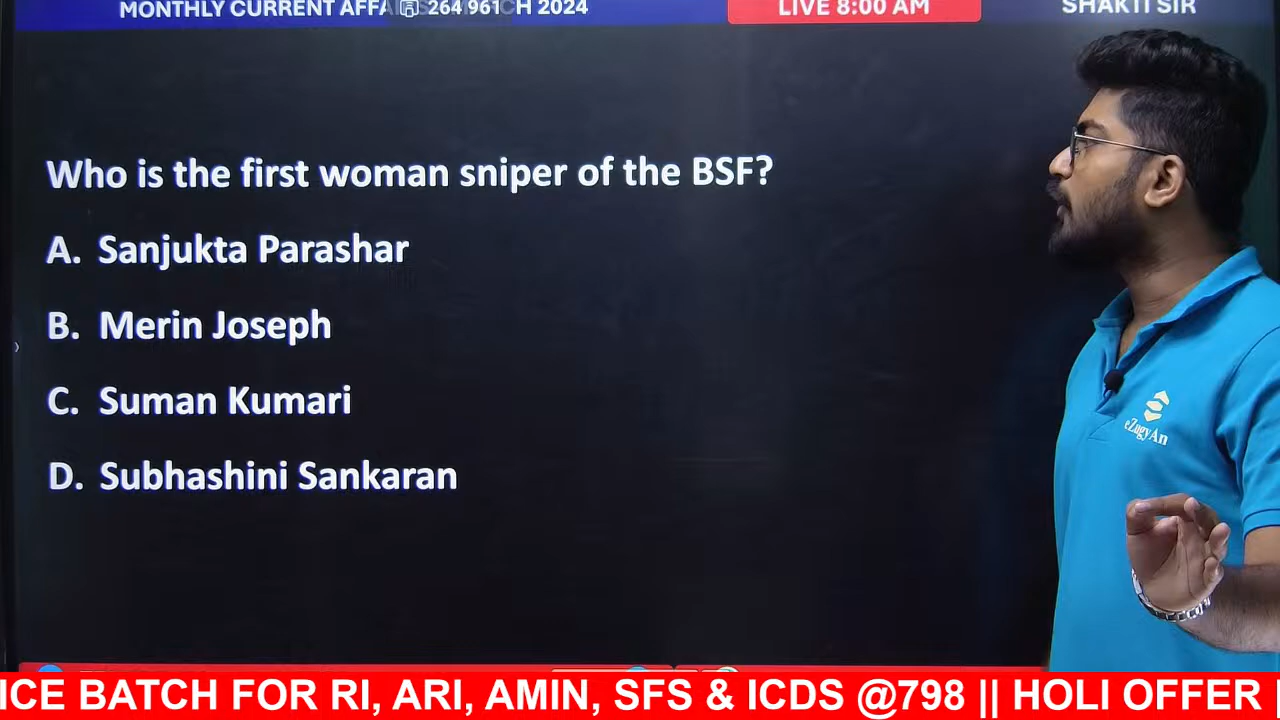 MONTHLY CURRENT AFFA 264 961 CH 2024
LIVE 8:00 AM
SHAKTI SIR
Who is the first woman sniper of the BSF?
A. Sanjukta Parashar
B. Merin Joseph
C. Suman Kumari
D. Subhashini Sankaran
eZngyAn
ICE BATCH FOR RI, ARI, AMIN, SFS & ICDS @798 || HOLI OFFER